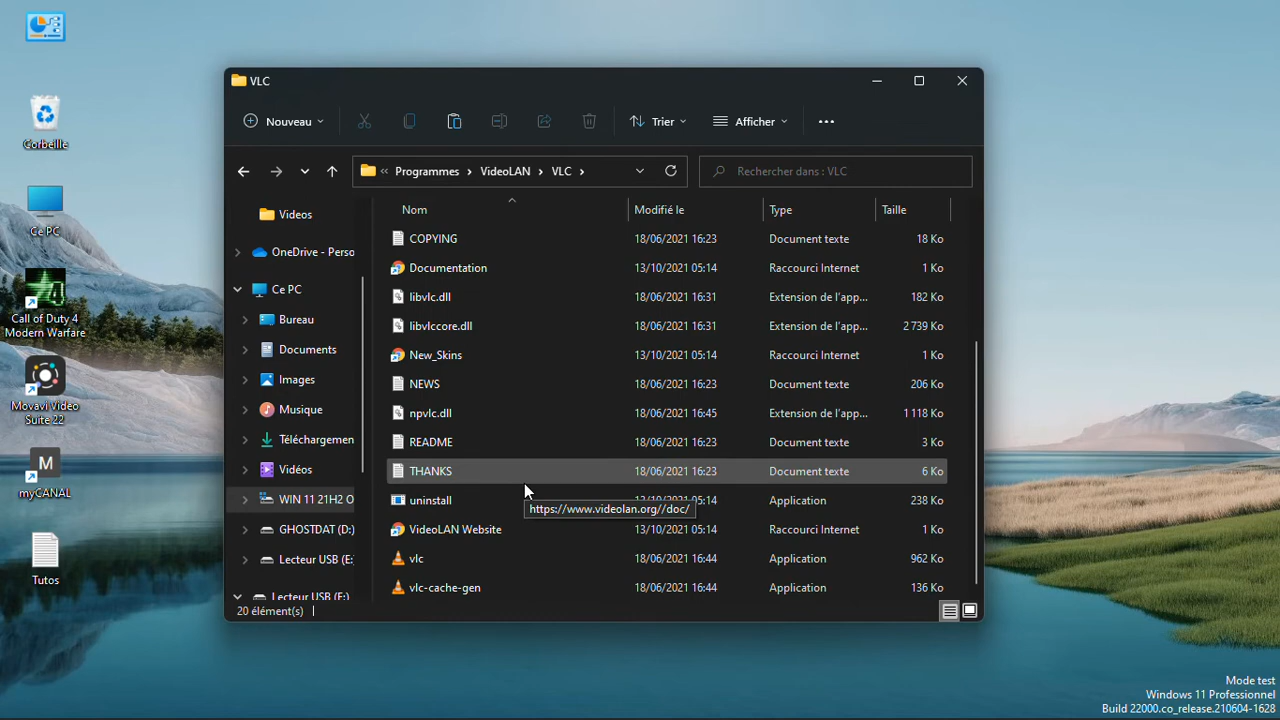 VLC
Nouveau
Trier
Afficher
Programmes > VideoLAN > VLC >
Rechercher dans : VLC
Videos
OneDrive - Perso
Ce PC
Bureau
Documents
Images
Musique
Téléchargemen
Vidéos
WIN 11 21H2 O
GHOSTDAT (D:)
Lecteur USB (E:
Lecteur USB (F:)
Nom Modifié le Type Taille
COPYING 18/06/2021 16:23 Document texte 18 Ko
Documentation 13/10/2021 05:14 Raccourci Internet 1 Ko
libvlc.dll 18/06/2021 16:31 Extension de l'app... 182 Ko
libvlccore.dll 18/06/2021 16:31 Extension de l'app... 2 739 Ko
New_Skins 13/10/2021 05:14 Raccourci Internet 1 Ko
NEWS 18/06/2021 16:23 Document texte 206 Ko
npvlc.dll 18/06/2021 16:45 Extension de l'app... 1 118 Ko
README 18/06/2021 16:23 Document texte 3 Ko
THANKS 18/06/2021 16:23 Document texte 6 Ko
uninstall 13/10/2021 05:14 Application 238 Ko
https://www.videolan.org//doc/
VideoLAN Website 13/10/2021 05:14 Raccourci Internet 1 Ko
vlc 18/06/2021 16:44 Application 962 Ko
vlc-cache-gen 18/06/2021 16:44 Application 136 Ko
20 élément(s)
Corbeille
Ce PC
4
Call of Duty 4
Modern Warfare
Movavi Video
Suite 22
M
myCANAL
Tutos
Mode test
Windows 11 Professionnel
Build 22000.co_release.210604-1628